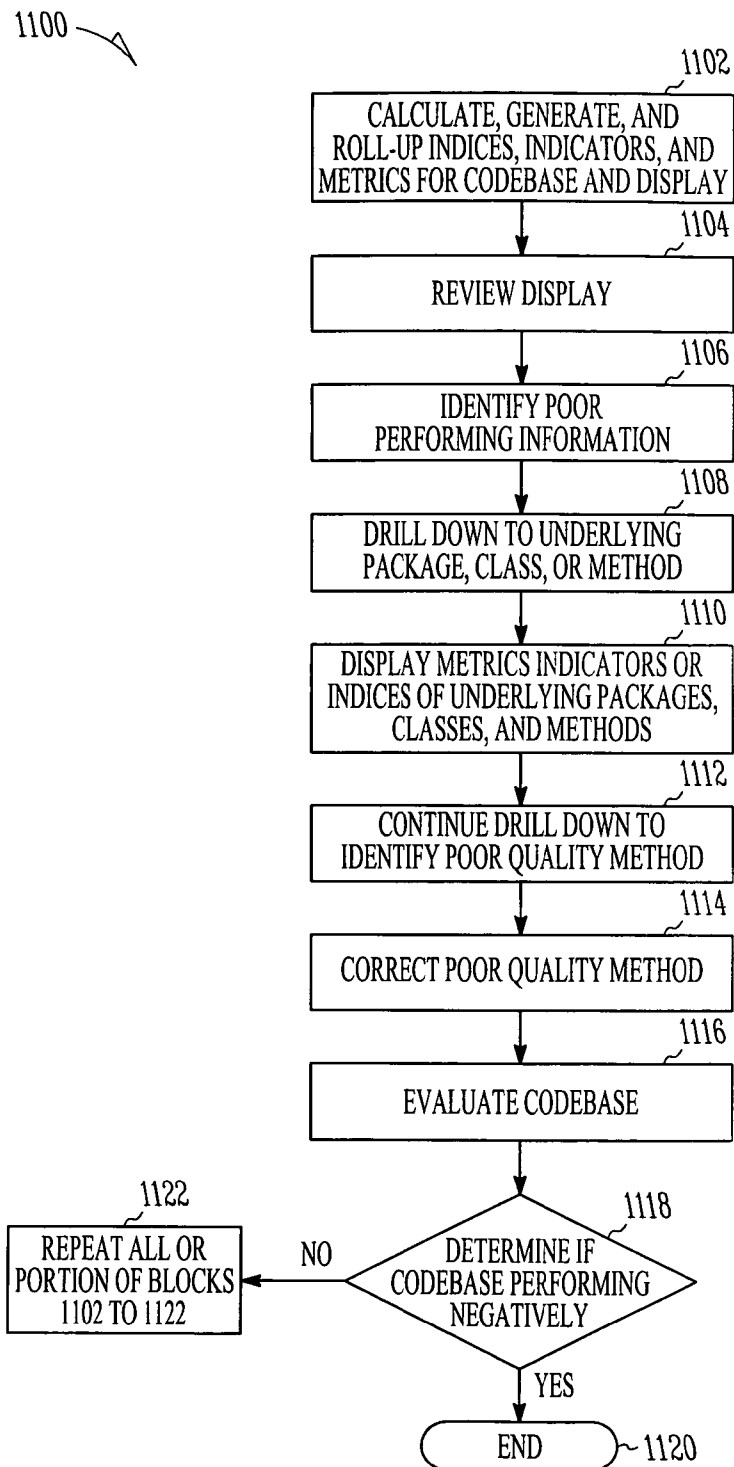 1100
1102
CALCULATE, GENERATE, AND
ROLL-UP INDICES, INDICATORS, AND
METRICS FOR CODEBASE AND DISPLAY
1104
REVIEW DISPLAY
1106
IDENTIFY POOR
PERFORMING INFORMATION
1108
DRILL DOWN TO UNDERLYING
PACKAGE, CLASS, OR METHOD
1110
DISPLAY METRICS INDICATORS OR
INDICES OF UNDERLYING PACKAGES,
CLASSES, AND METHODS
1112
CONTINUE DRILL DOWN TO
IDENTIFY POOR QUALITY METHOD
1114
CORRECT POOR QUALITY METHOD
1116
EVALUATE CODEBASE
1118
DETERMINE IF
CODEBASE PERFORMING
NEGATIVELY
NO
1122
REPEAT ALL OR
PORTION OF BLOCKS
1102 TO 1122
YES
END
1120